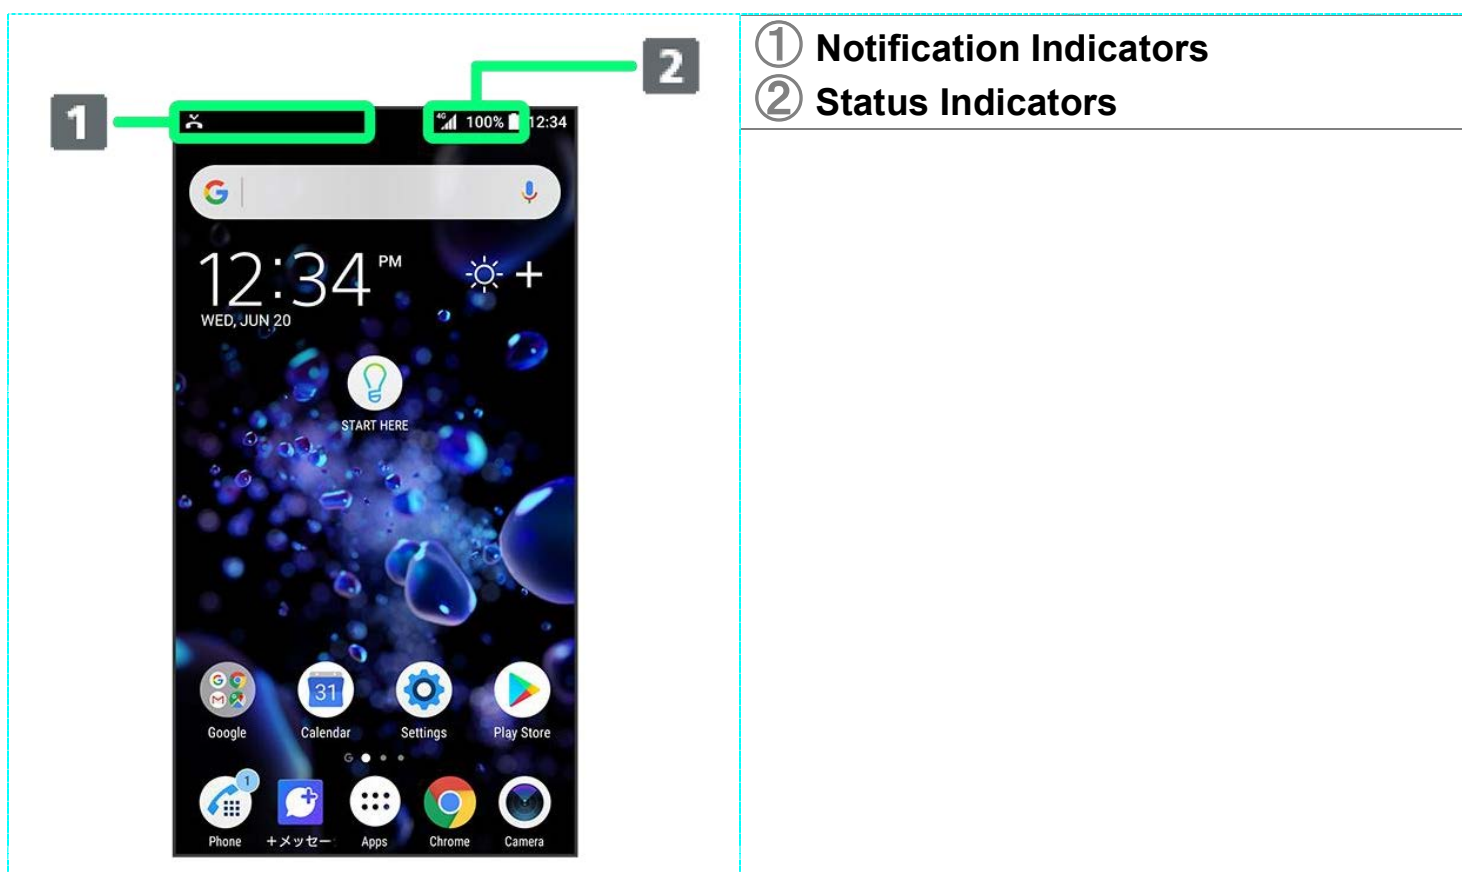 1
2
4G 100% 12:34
G
12:34 PM
WED, JUN 20
START HERE
31
Google Calendar Settings Play Store
G
1
Phone +メッセー Apps Chrome Camera
① Notification Indicators
② Status Indicators